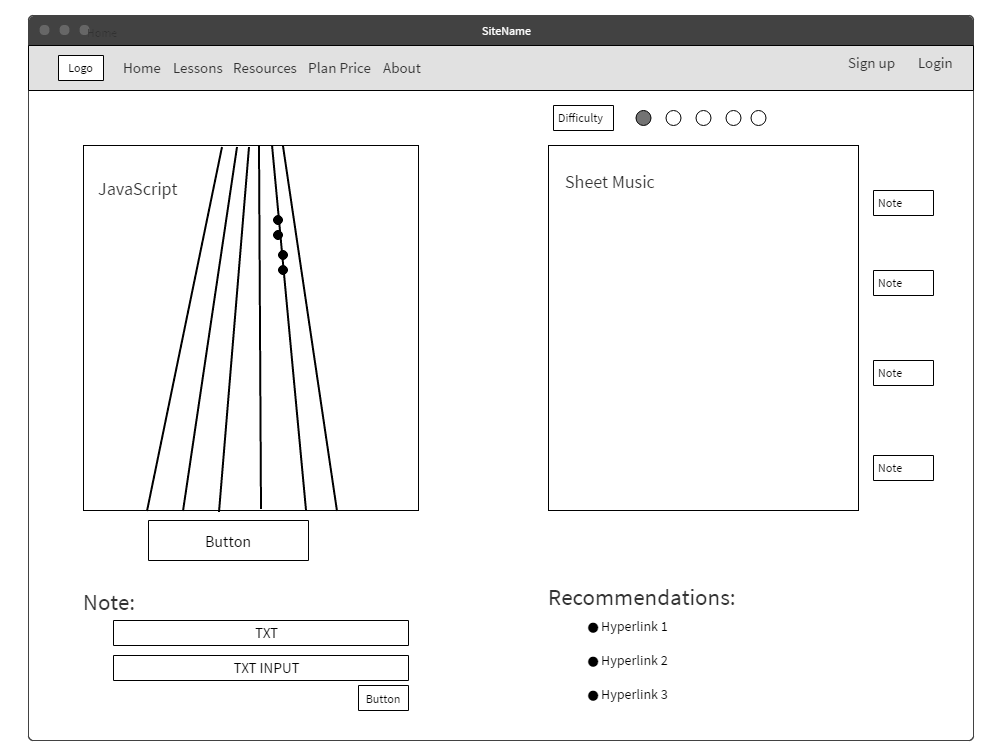 Home
SiteName
Logo
Home Lessons Resources Plan Price About
Sign up Login
Difficulty
JavaScript
Sheet Music
Note
Note
Note
Note
Button
Note:
TXT
TXT INPUT
Button
Recommendations:
Hyperlink 1
Hyperlink 2
Hyperlink 3